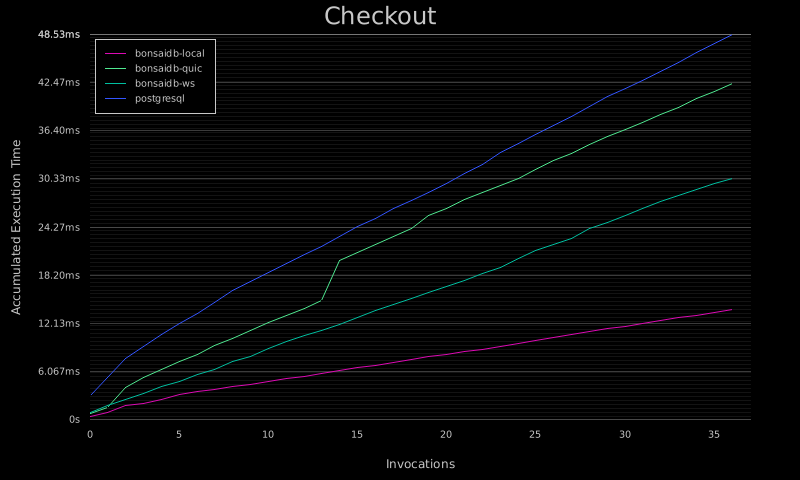 Checkout
48.53ms
42.47ms
36.40ms
30.33ms
24.27ms
18.20ms
12.13ms
6.067ms
0s
bonsaidb-local
bonsaidb-quic
bonsaidb-ws
postgresql
Accumulated Execution Time
0 5 10 15 20 25 30 35
Invocations